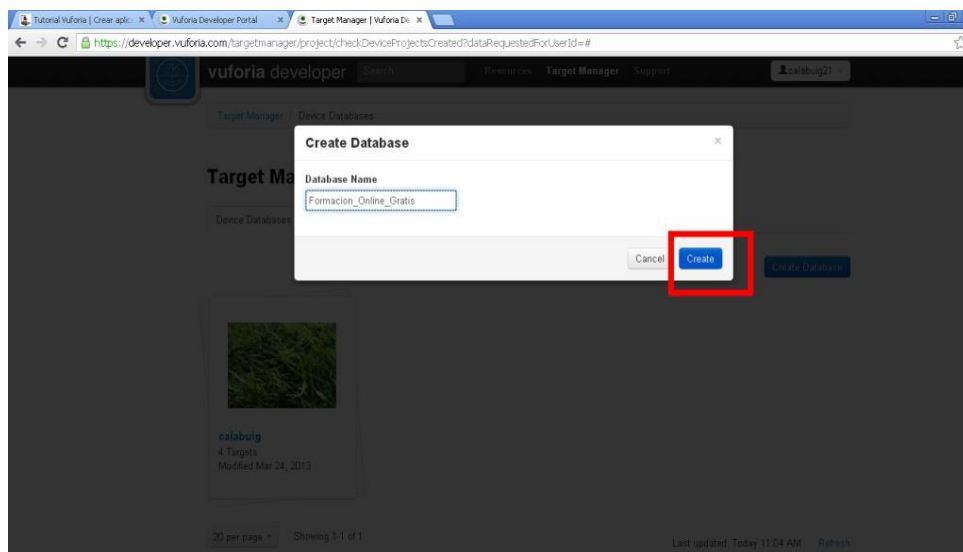 Tutorial Vuforia | Crear aplic
Vuforia Developer Portal
Target Manager | Vuforia De
https://developer.vuforia.com/targetmanager/project/checkDeviceProjectsCreated?dataRequestedForUserId=#
vuforia developer Search Resources Target Manager Support calabuig21
Target Manager / Device Databases
Create Database
Target Ma
Database Name
Formacion_Online_Gratis
Device Databases
Cancel Create
Create Database
calabuig
4 Targets
Modified Mar 24, 2013
20 per page Showing 1-1 of 1
Last updated: Today 11:04 AM Refresh